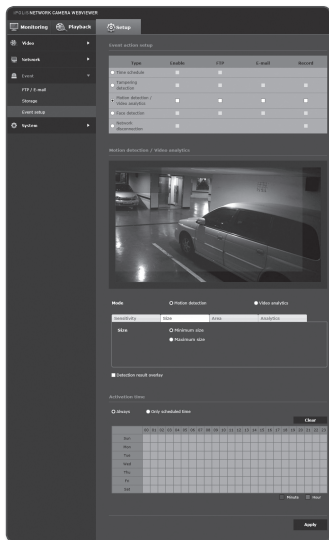 iPOLiS NETWORK CAMERA WEBVIEWER
Monitoring Playback Setup
Video
Network
Event
FTP / E-mail
Storage
Event setup
System
Event action setup
Type Enable FTP E-mail Record
Time schedule
Tampering detection
Motion detection / Video analytics
Face detection
Network disconnection
Motion detection / Video analytics
Mode Motion detection Video analytics
Sensitivity Size Area Analytics
Size Minimum size
Maximum size
Detection result overlay
Activation time
Always Only scheduled time
Clear
00 01 02 03 04 05 06 07 08 09 10 11 12 13 14 15 16 17 18 19 20 21 22 23
Sun
Mon
Tue
Wed
Thu
Fri
Sat
Minute Hour
Apply